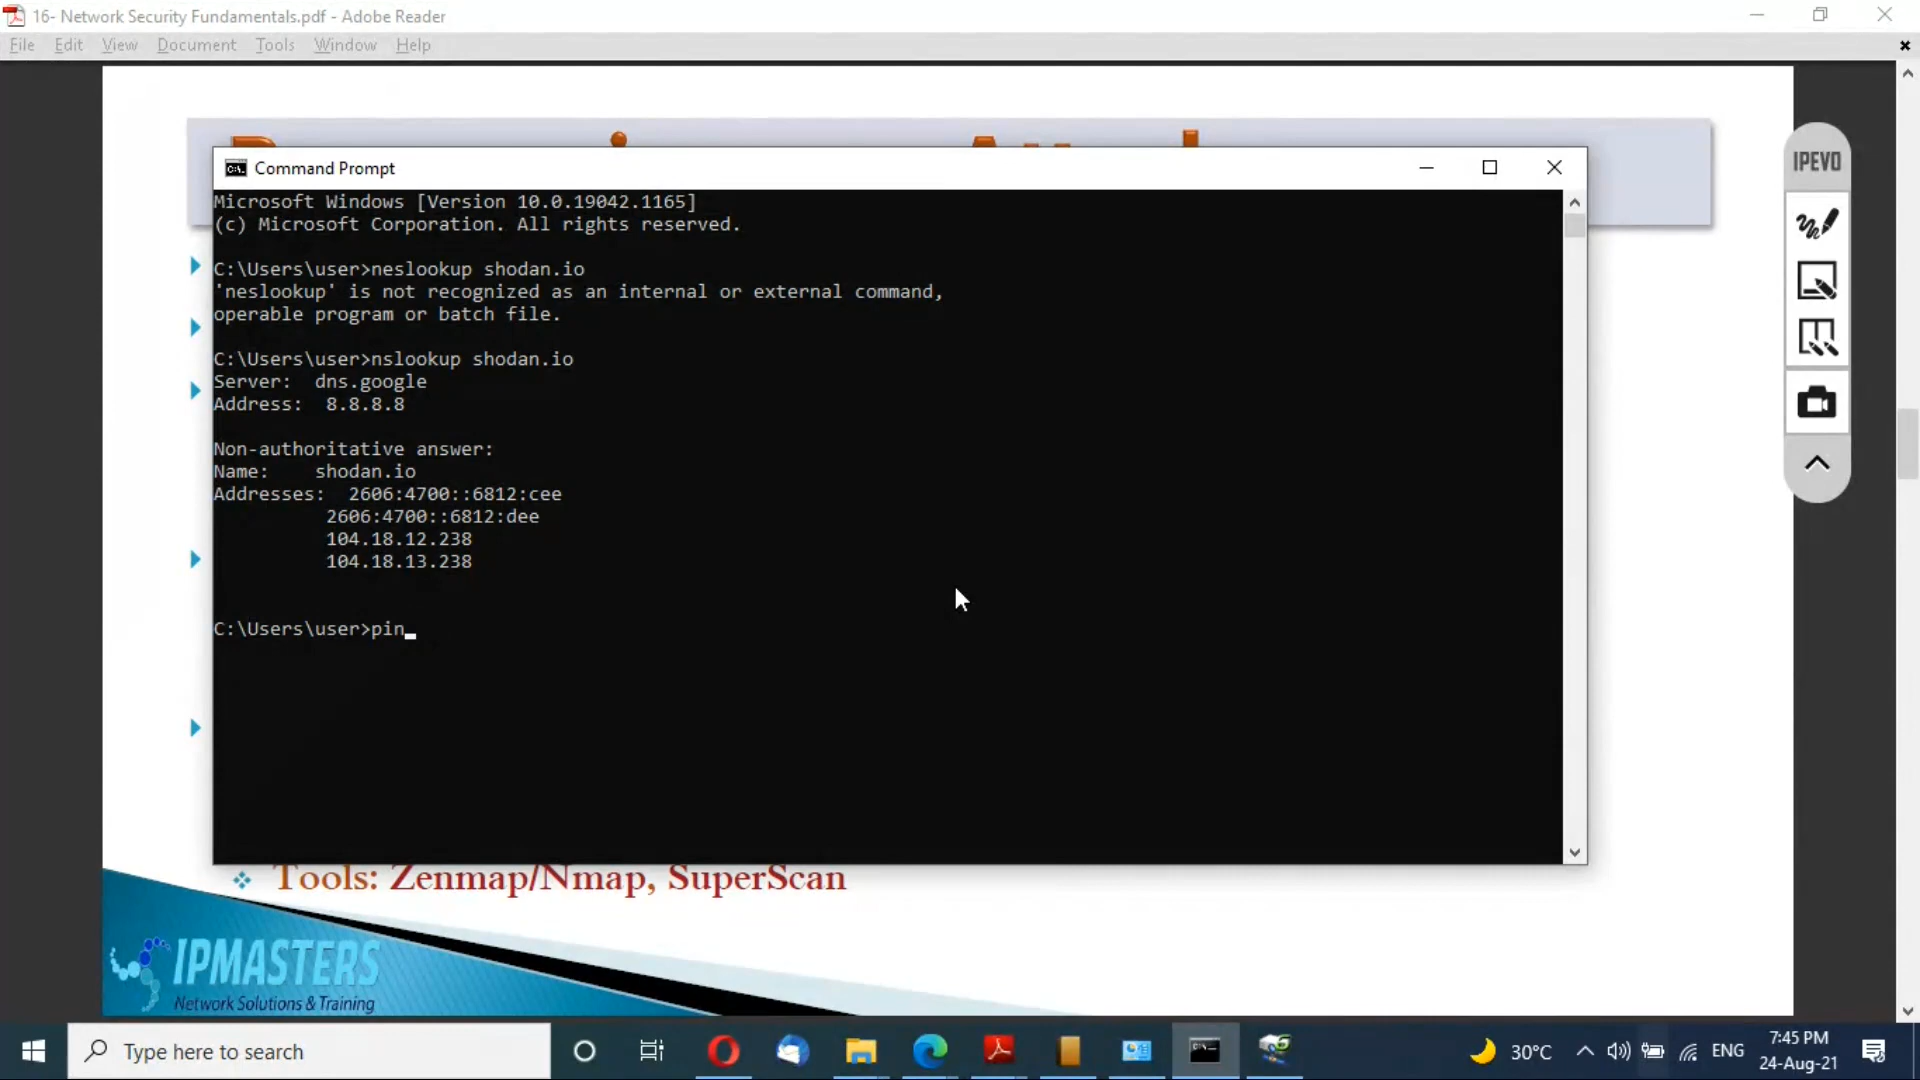 16- Network Security Fundamentals.pdf - Adobe Reader
File Edit View Document Tools Window Help
IPEVO
Command Prompt
Microsoft Windows [Version 10.0.19042.1165]
(c) Microsoft Corporation. All rights reserved.
C:\Users\user>neslookup shodan.io
'neslookup' is not recognized as an internal or external command,
operable program or batch file.
C:\Users\user>nslookup shodan.io
Server:  dns.google
Address:  8.8.8.8
Non-authoritative answer:
Name:    shodan.io
Addresses:  2606:4700::6812:cee
2606:4700::6812:dee
104.18.12.238
104.18.13.238
C:\Users\user>pin
Tools: Zenmap/Nmap, SuperScan
IPMASTERS
Network Solutions & Training
Type here to search
30°C
ENG
7:45 PM
24-Aug-21